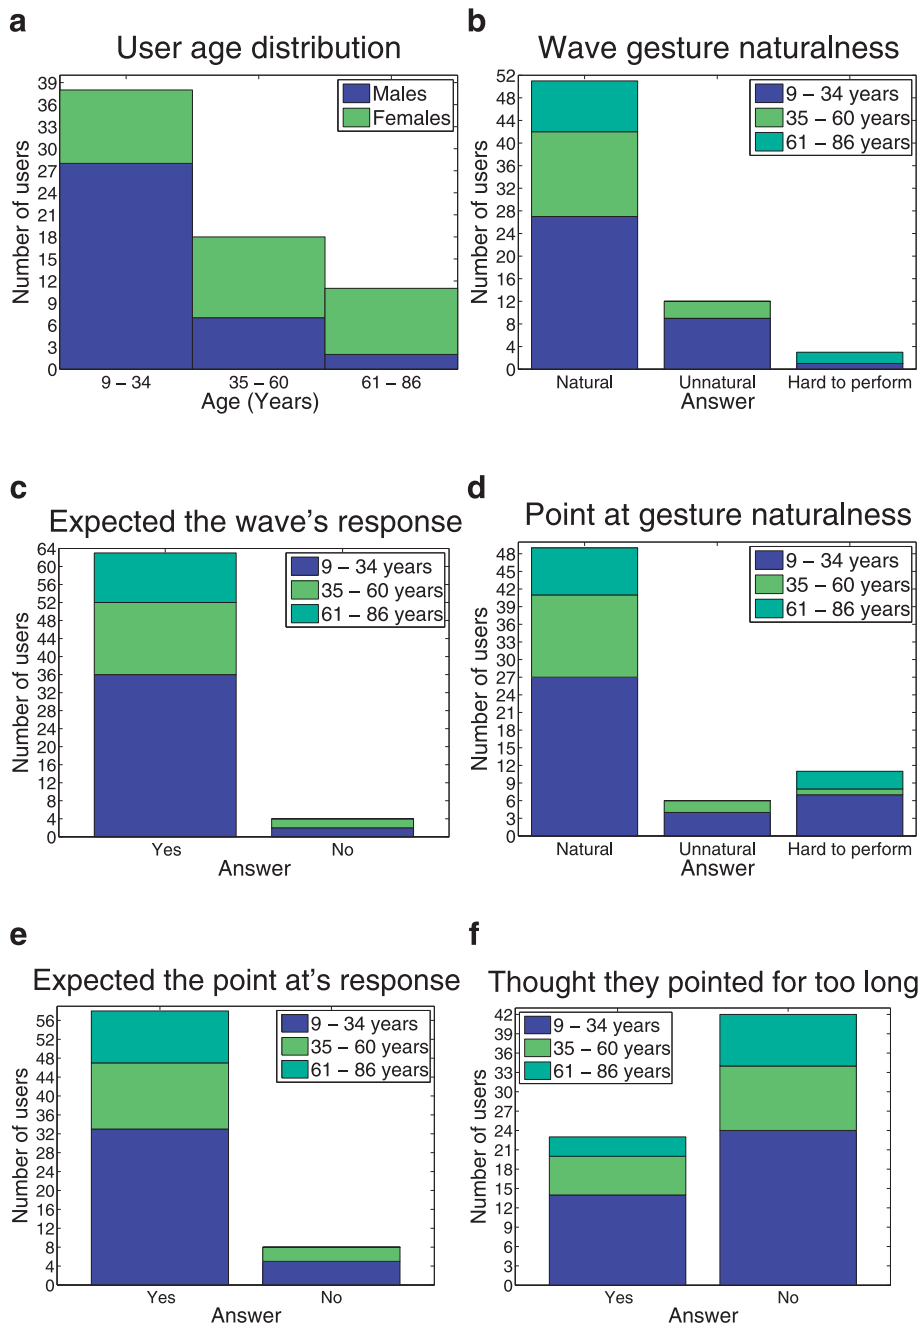 a
User age distribution
39
36
33
30
27
24
21
18
15
12
9
6
3
0
Number of users
Males
Females
9 – 34
35 – 60
61 – 86
Age (Years)
b
Wave gesture naturalness
52
48
44
40
36
32
28
24
20
16
12
8
4
0
Number of users
9 – 34 years
35 – 60 years
61 – 86 years
Natural
Unnatural
Hard to perform
Answer
c
Expected the wave's response
64
60
56
52
48
44
40
36
32
28
24
20
16
12
8
4
0
Number of users
9 – 34 years
35 – 60 years
61 – 86 years
Yes
No
Answer
d
Point at gesture naturalness
48
45
42
39
36
33
30
27
24
21
18
15
12
9
6
3
0
Number of users
9 – 34 years
35 – 60 years
61 – 86 years
Natural
Unnatural
Hard to perform
Answer
e
Expected the point at's response
56
52
48
44
40
36
32
28
24
20
16
12
8
4
0
Number of users
9 – 34 years
35 – 60 years
61 – 86 years
Yes
No
Answer
f
Thought they pointed for too long
42
39
36
33
30
27
24
21
18
15
12
9
6
3
0
Number of users
9 – 34 years
35 – 60 years
61 – 86 years
Yes
No
Answer